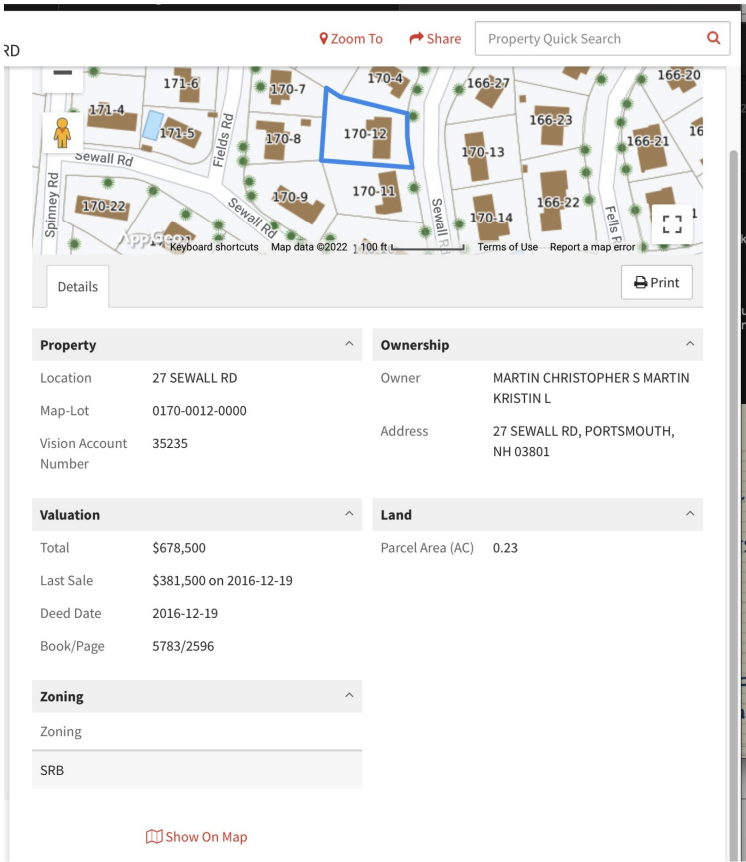 RD
Zoom To
Share
Property Quick Search
171-6
170-7
170-4
166-27
166-20
171-4
171-5
Fields Rd
170-8
170-12
170-13
166-23
166-21
16
Sewall Rd
Spinney Rd
170-22
170-9
Sewall Rd
170-11
Sewall Rd
170-14
166-22
Fells R
1
Keyboard shortcuts
Map data ©2022
100 ft
Terms of Use
Report a map error
Details
Print
Property
Location 27 SEWALL RD
Map-Lot 0170-0012-0000
Vision Account Number 35235
Ownership
Owner MARTIN CHRISTOPHER S MARTIN
KRISTIN L
Address 27 SEWALL RD, PORTSMOUTH,
NH 03801
Valuation
Total $678,500
Last Sale $381,500 on 2016-12-19
Deed Date 2016-12-19
Book/Page 5783/2596
Land
Parcel Area (AC) 0.23
Zoning
Zoning
SRB
Show On Map